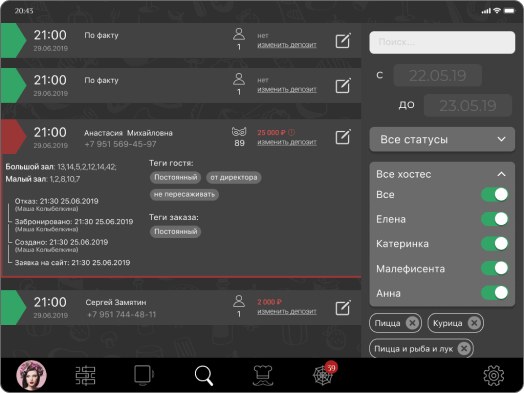 20:45
21:00
29.06.2019
По факту
1
нет
изменить депозит
21:00
29.06.2019
По факту
1
нет
изменить депозит
21:00
29.06.2019
Анастасия Михайловна
+7 951 569-45-97
89
25 000 ₽
изменить депозит
Большой зал: 13,14,5,2,12,14,42;
Малый зал: 1,2,8,10,7
Отказ: 21:30 25.06.2019
(Маша Колыбелкина)
Забронировано: 21:30 25.06.2019
(Маша Колыбелкина)
Создано: 21:30 25.06.2019
(Маша Колыбелкина)
Заявка на сайт: 21:30 25.06.2019
Теги гостя:
Постоянный
от директора
не пересаживать
Теги заказа:
Постоянный
21:00
29.06.2019
Сергей Замятин
+7 951 744-48-11
1
2 000 ₽
изменить депозит
Поиск...
С
22.05.19
ДО
23.05.19
Все статусы
Все хостес
Все
Елена
Катеринка
Малефисента
Анна
Пицца
Курица
Пицца и рыба и лук
59